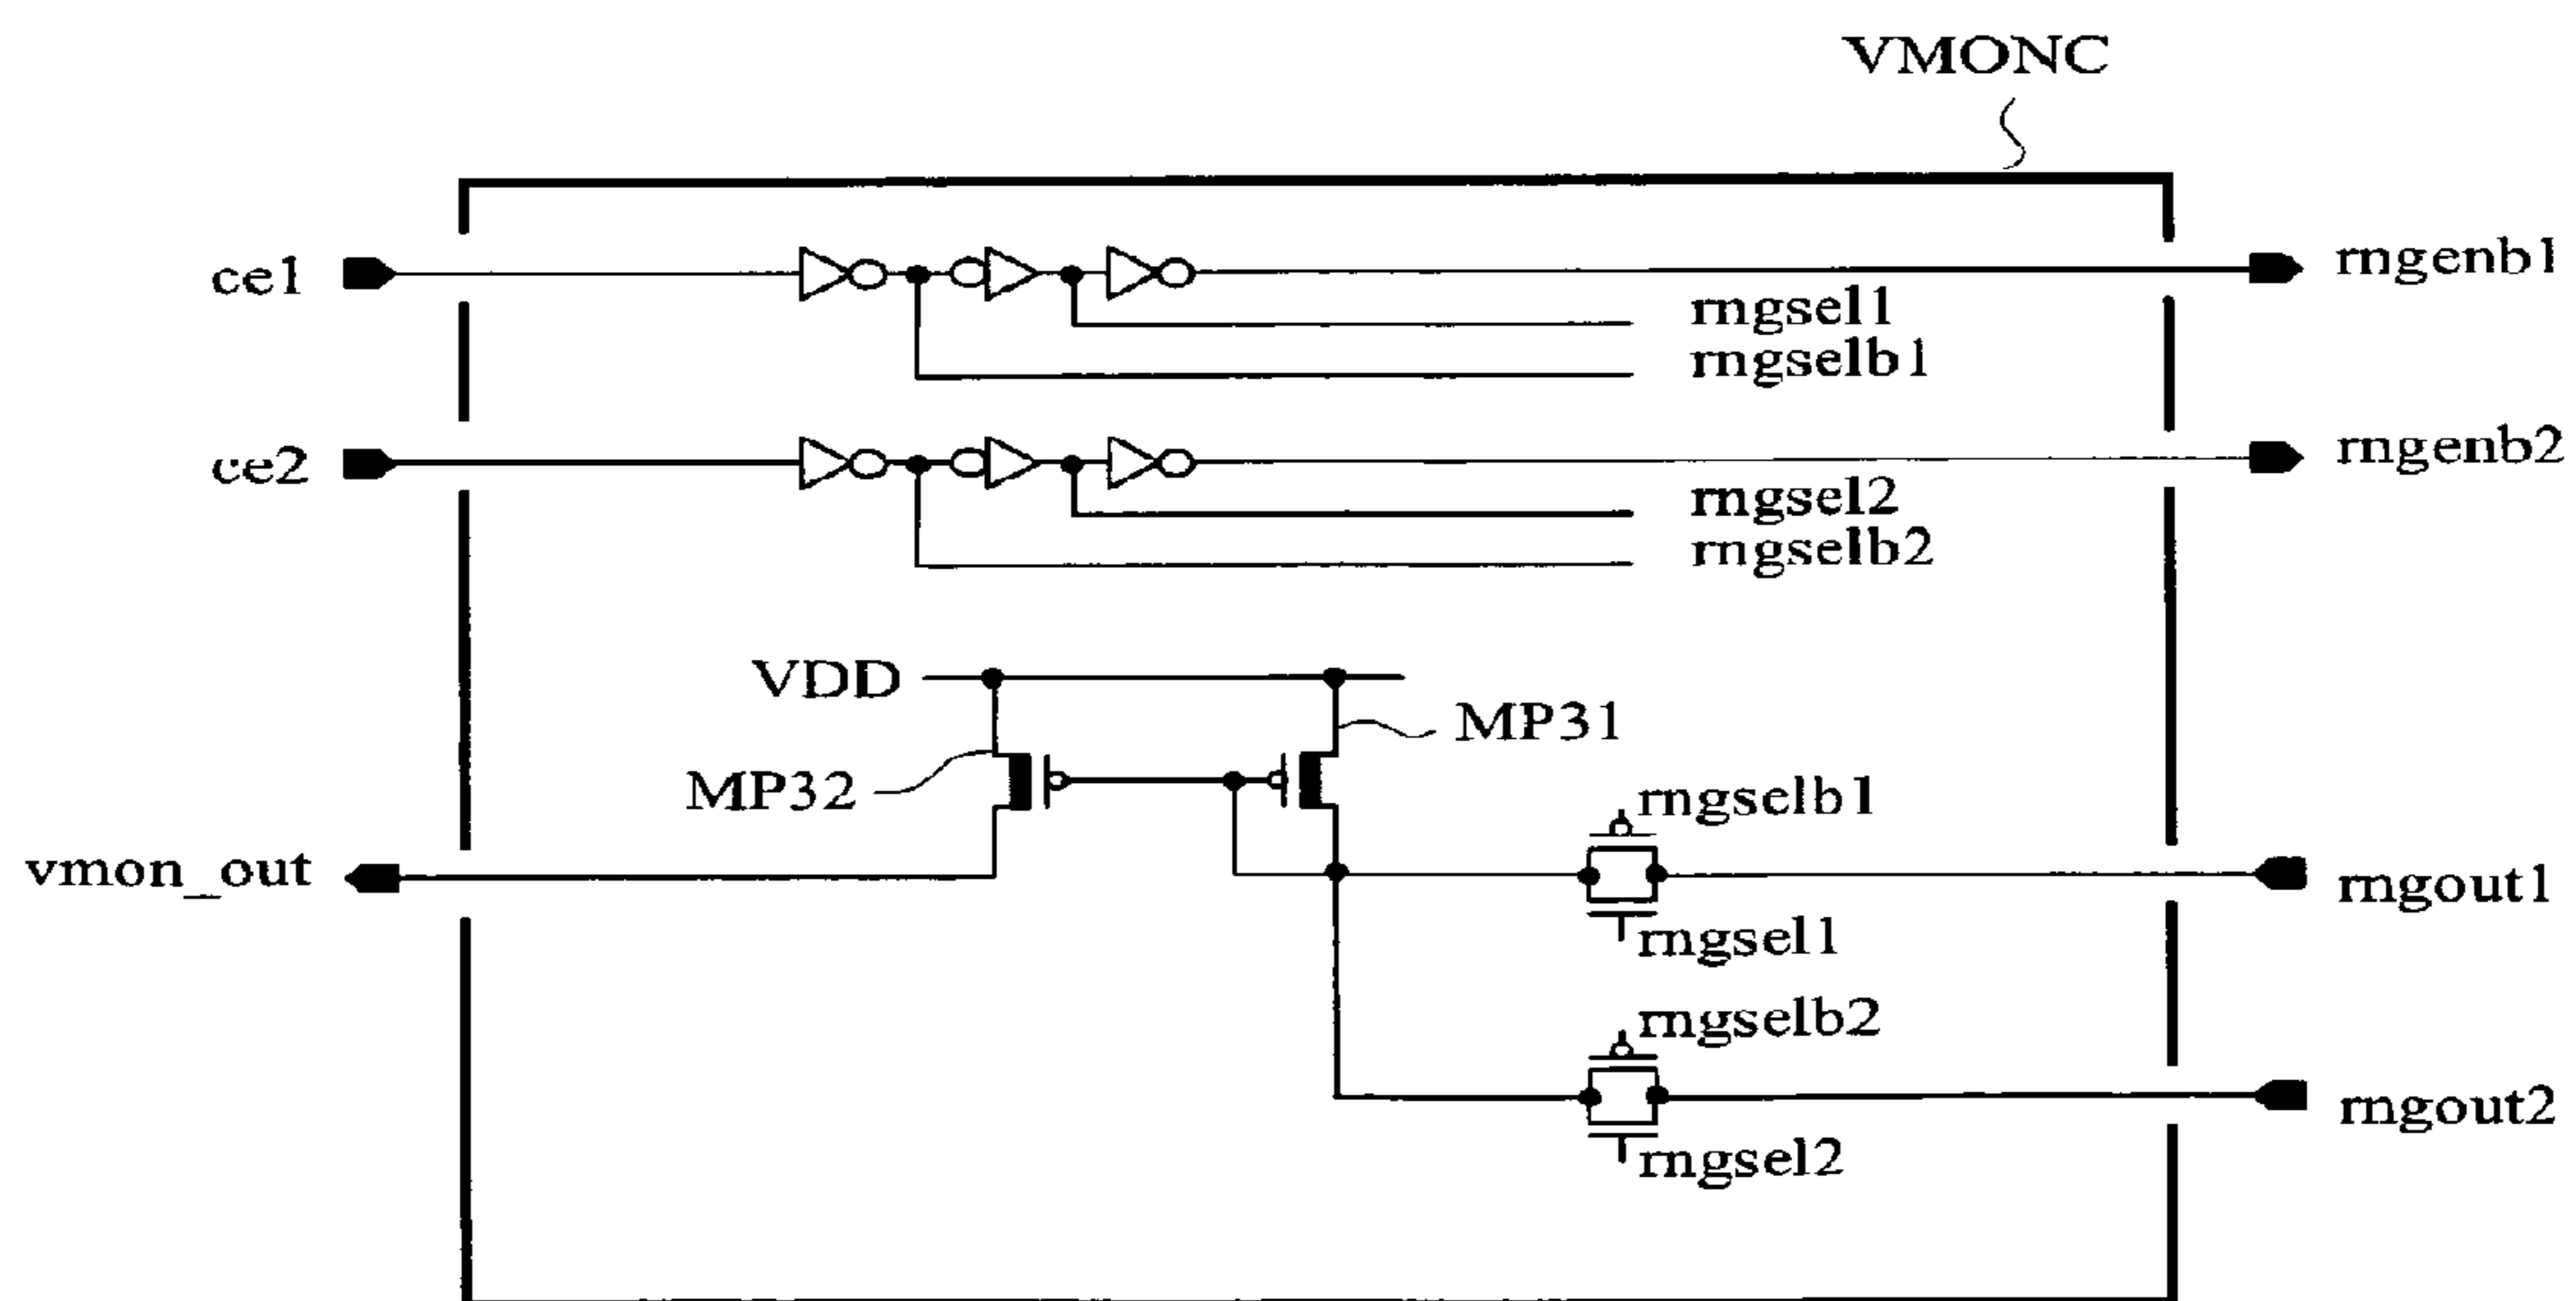 VMONC
ce1
rngenb1
rngsel1
rngselb1
ce2
rngenb2
rngsel2
rngselb2
VDD
MP31
MP32
rngselb1
vmon_out
rngout1
rngsel1
rngselb2
rngout2
rngsel2